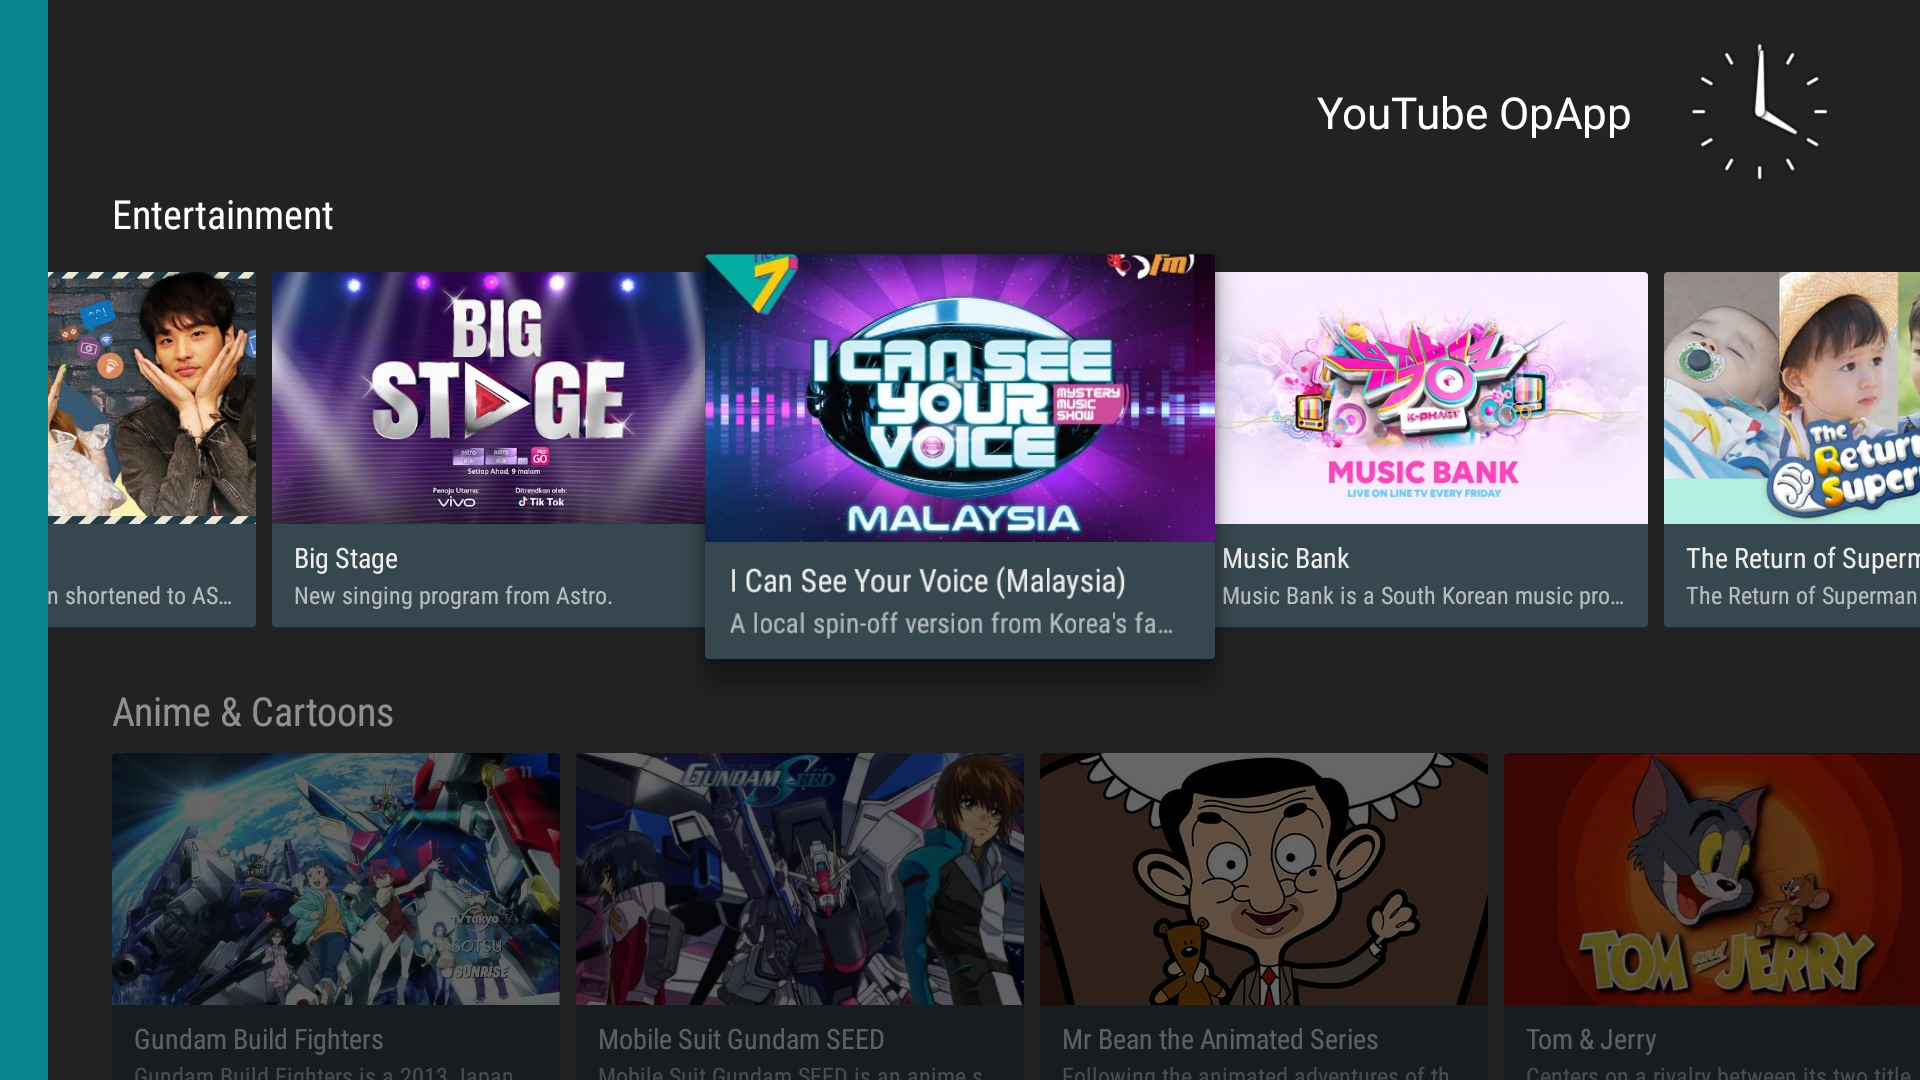 YouTube OpApp
Entertainment
BIG
STAGE
astro
astro
GO
Setiap Ahad, 9 malam
Penaja Utama:
Ditrendkan oleh:
vivo
Tik Tok
7
fm
I CAN SEE
YOUR
MYSTERY
MUSIC
SHOW
VOICE
MALAYSIA
K-CHART
MUSIC BANK
LIVE ON LINE TV EVERY FRIDAY
The
Return
Super
n shortened to AS...
Big Stage
New singing program from Astro.
I Can See Your Voice (Malaysia)
A local spin-off version from Korea's fa...
Music Bank
Music Bank is a South Korean music pro...
The Return of Superm
The Return of Superman
Anime & Cartoons
11
TV TOKYO
SOTSU
SUNRISE
GUNDAM SEED
TOM and JERRY
Gundam Build Fighters
Gundam Build Fighters is a 2013 Japan
Mobile Suit Gundam SEED
Mobile Suit Gundam SEED is an anime s
Mr Bean the Animated Series
Following the animated adventures of th
Tom & Jerry
Centers on a rivalry between its two title